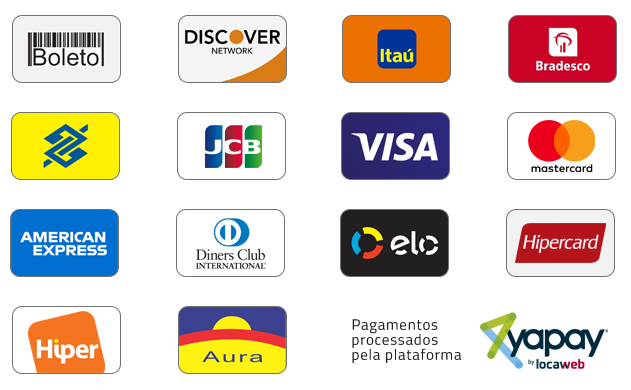 Boleto
DISCOVER
NETWORK
Itaú
Bradesco
JCB
VISA
mastercard
AMERICAN
EXPRESS
Diners Club
INTERNATIONAL®
elo
Hipercard
Hiper
Aura
Pagamentos
processados
pela plataforma
yapay®
by locaweb